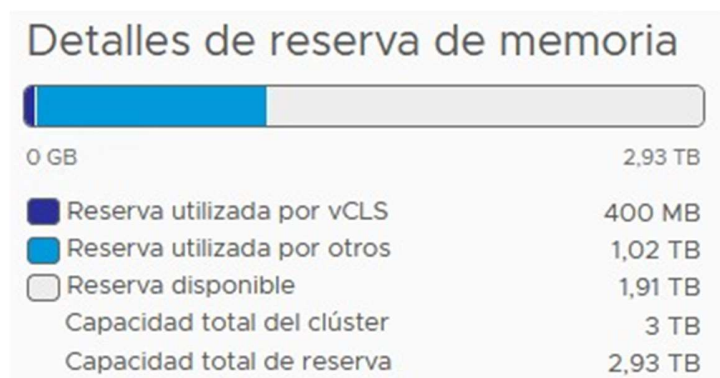 Detalles de reserva de memoria
0 GB 2,93 TB
Reserva utilizada por vCLS 400 MB
Reserva utilizada por otros 1,02 TB
Reserva disponible 1,91 TB
Capacidad total del clúster 3 TB
Capacidad total de reserva 2,93 TB